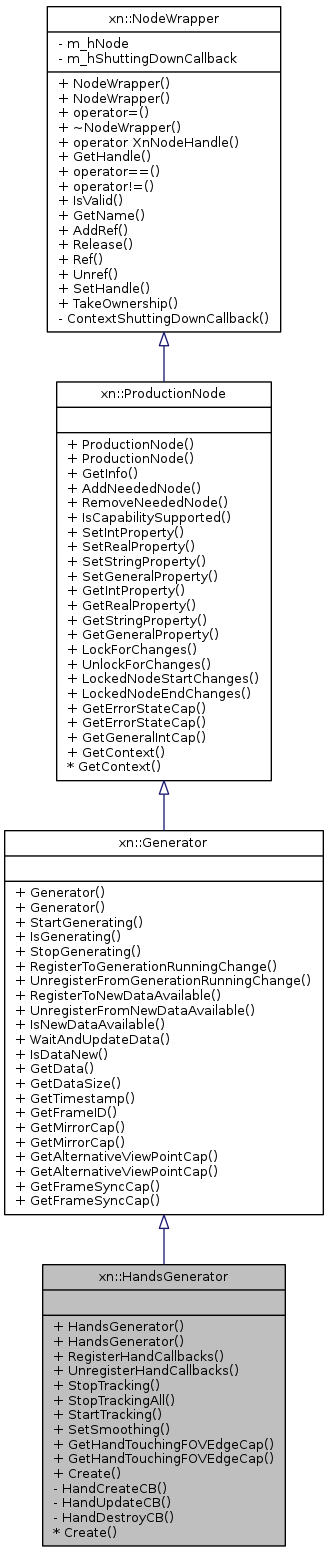 xn::NodeWrapper
- m_hNode
- m_hShuttingDownCallback
+ NodeWrapper()
+ NodeWrapper()
+ operator=()
+ ~NodeWrapper()
+ operator XnNodeHandle()
+ GetHandle()
+ operator==()
+ operator!=()
+ IsValid()
+ GetName()
+ AddRef()
+ Release()
+ Ref()
+ Unref()
+ SetHandle()
+ TakeOwnership()
- ContextShuttingDownCallback()
xn::ProductionNode
+ ProductionNode()
+ ProductionNode()
+ GetInfo()
+ AddNeededNode()
+ RemoveNeededNode()
+ IsCapabilitySupported()
+ SetIntProperty()
+ SetRealProperty()
+ SetStringProperty()
+ SetGeneralProperty()
+ GetIntProperty()
+ GetRealProperty()
+ GetStringProperty()
+ GetGeneralProperty()
+ LockForChanges()
+ UnlockForChanges()
+ LockedNodeStartChanges()
+ LockedNodeEndChanges()
+ GetErrorStateCap()
+ GetErrorStateCap()
+ GetGeneralIntCap()
+ GetContext()
* GetContext()
xn::Generator
+ Generator()
+ Generator()
+ StartGenerating()
+ IsGenerating()
+ StopGenerating()
+ RegisterToGenerationRunningChange()
+ UnregisterFromGenerationRunningChange()
+ RegisterToNewDataAvailable()
+ UnregisterFromNewDataAvailable()
+ IsNewDataAvailable()
+ WaitAndUpdateData()
+ IsDataNew()
+ GetData()
+ GetDataSize()
+ GetTimestamp()
+ GetFrameID()
+ GetMirrorCap()
+ GetMirrorCap()
+ GetAlternativeViewPointCap()
+ GetAlternativeViewPointCap()
+ GetFrameSyncCap()
+ GetFrameSyncCap()
xn::HandsGenerator
+ HandsGenerator()
+ HandsGenerator()
+ RegisterHandCallbacks()
+ UnregisterHandCallbacks()
+ StopTracking()
+ StopTrackingAll()
+ StartTracking()
+ SetSmoothing()
+ GetHandTouchingFOVEdgeCap()
+ GetHandTouchingFOVEdgeCap()
+ Create()
- HandCreateCB()
- HandUpdateCB()
- HandDestroyCB()
* Create()